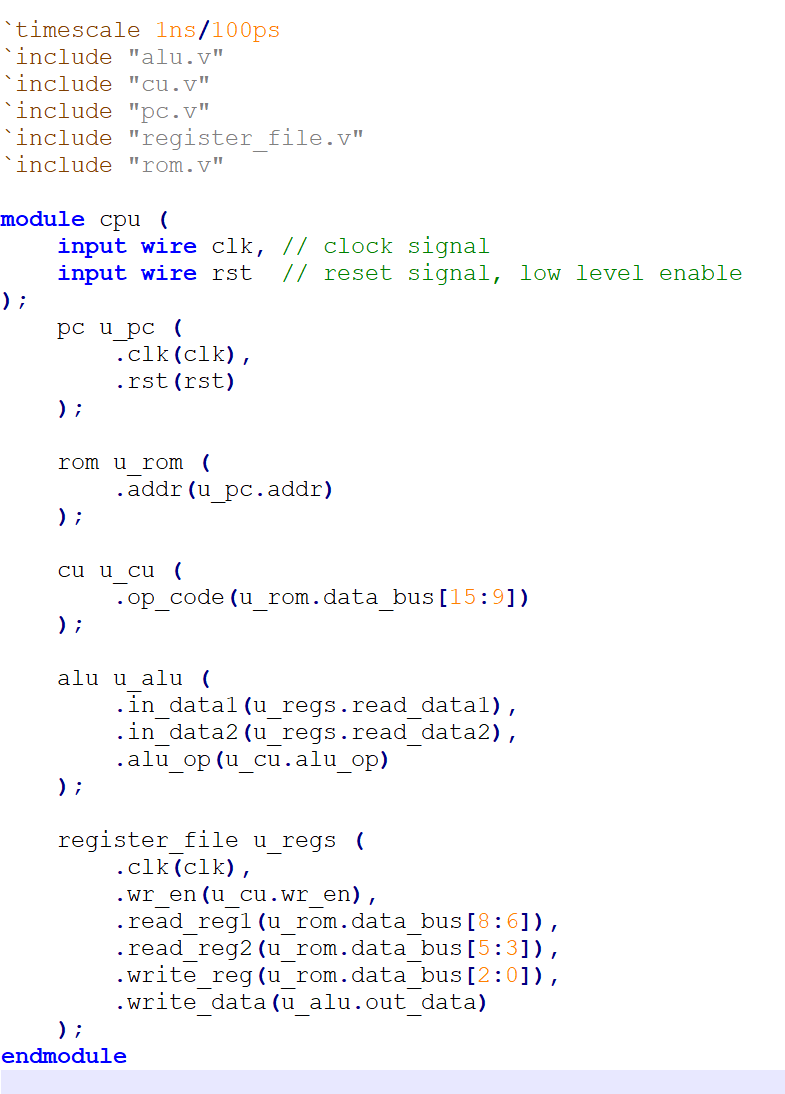 `timescale 1ns/100ps
`include "alu.v"
`include "cu.v"
`include "pc.v"
`include "register_file.v"
`include "rom.v"

module cpu (
    input wire clk, // clock signal
    input wire rst  // reset signal, low level enable
);
    pc u_pc (
        .clk(clk),
        .rst(rst)
    );

    rom u_rom (
        .addr(u_pc.addr)
    );

    cu u_cu (
        .op_code(u_rom.data_bus[15:9])
    );

    alu u_alu (
        .in_data1(u_regs.read_data1),
        .in_data2(u_regs.read_data2),
        .alu_op(u_cu.alu_op)
    );

    register_file u_regs (
        .clk(clk),
        .wr_en(u_cu.wr_en),
        .read_reg1(u_rom.data_bus[8:6]),
        .read_reg2(u_rom.data_bus[5:3]),
        .write_reg(u_rom.data_bus[2:0]),
        .write_data(u_alu.out_data)
    );
endmodule